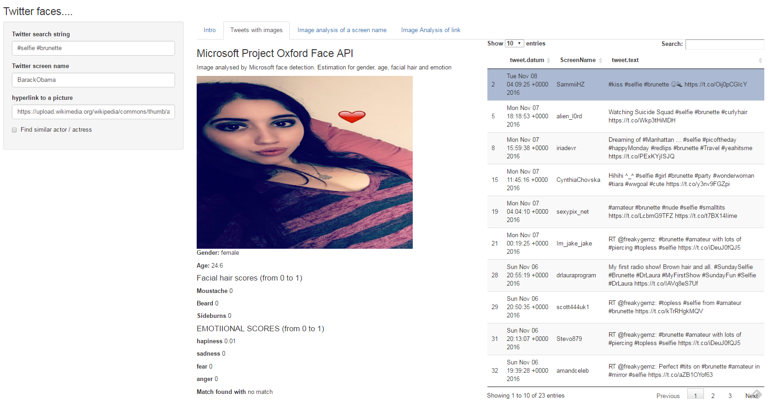 Twitter faces....
Twitter search string
#selfie #brunette
Twitter screen name
BarackObama
hyperlink to a picture
https://upload.wikimedia.org/wikipedia/commons/thumb/a
Find similar actor / actress
Intro
Tweets with images
Image analysis of a screen name
Image Analysis of link
Microsoft Project Oxford Face API
Image analysed by Microsoft face detection. Estimation for gender, age, facial hair and emotion
Gender: female
Age: 24.6
Facial hair scores (from 0 to 1)
Moustache 0
Beard 0
Sideburns 0
EMOTIIONAL SCORES (from 0 to 1)
hapiness 0.01
sadness 0
fear 0
anger 0
Match found with no match
Show 10 entries
Search:
tweet.datum
ScreenName
tweet.text
2
Tue Nov 08
04:09:25 +0000
2016
SammiiHZ
#kiss #selfie #brunette
5
Mon Nov 07
18:18:53 +0000
2016
alien_l0rd
Watching Suicide Squad #selfie #brunette #curlyhair
8
Mon Nov 07
15:59:38 +0000
2016
iriadevr
Dreaming of #Manhattan ... #selfie #picoftheday
#happyMonday #redlips #brunette #Travel #yeahitsme
15
Mon Nov 07
11:45:16 +0000
2016
CynthiaChovska
Hihihi ^_^ #selfie #girl #brunette #party #wonderwoman
#tiara #awgoal #cute https://t.co/y3nv9FGZpi
19
Mon Nov 07
04:04:10 +0000
2016
sexypix_net
#amateur #brunette #nude #selfie #smalltits
https://t.co/LcbmG9TFZ https://t.co/t7BX14Iime
21
Mon Nov 07
00:19:25 +0000
2016
Im_jake_jake
RT @freakygemz: #brunette #amateur with lots of
#piercing #topless #selfie https://t.co/iDeuJ0fQJ5
28
Sun Nov 06
20:55:19 +0000
2016
drlauraprogram
My first radio show! Brown hair and all. #SundaySelfie
#Brunette #DrLaura #MyFirstShow #SundayFun #Selfie
#DrLaura https://t.co/lAVq8eS7Uf
29
Sun Nov 06
20:50:35 +0000
2016
scott444uk1
RT @freakygemz: #topless #selfie from #amateur
#brunette https://t.co/kTrRHgkMQV
31
Sun Nov 06
20:13:07 +0000
2016
Stevo879
RT @freakygemz: #brunette #amateur with lots of
#piercing #topless #selfie https://t.co/iDeuJ0fQJ5
32
Sun Nov 06
19:39:28 +0000
2016
amandceleb
RT @freakygemz: Perfect #tits on #brunette #amateur in
#mirror #selfie https://t.co/aZB1OYof63
Showing 1 to 10 of 23 entries
Previous
1
2
3
Next